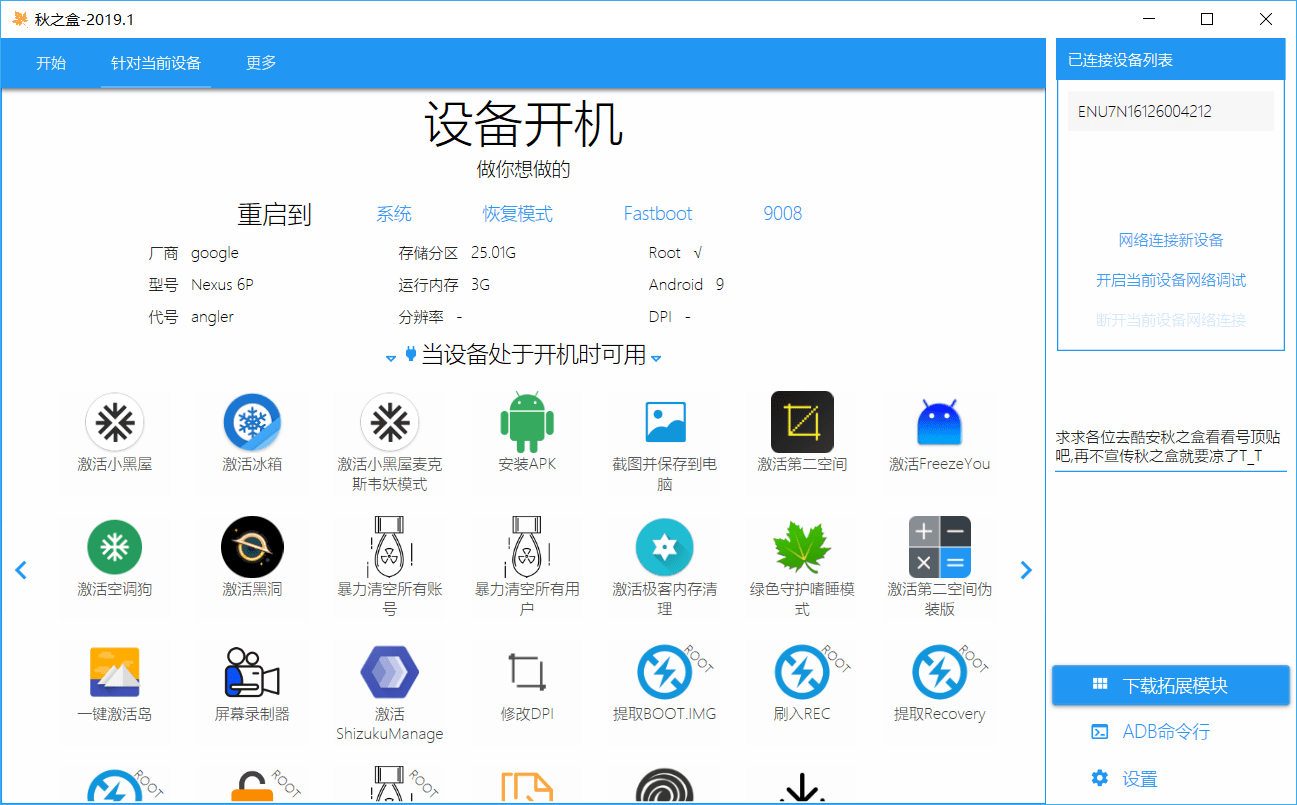 秋之盒-2019.1
开始 针对当前设备 更多
设备开机
做你想做的
重启到 系统 恢复模式 Fastboot 9008
厂商 google 存储分区 25.01G Root √
型号 Nexus 6P 运行内存 3G Android 9
代号 angler 分辨率 - DPI -
当设备处于开机时可用
激活小黑屋
激活冰箱
激活小黑屋麦克
斯韦妖模式
安装APK
截图并保存到电
脑
激活第二空间
激活FreezeYou
激活空调狗
激活黑洞
暴力清空所有账
号
暴力清空所有用
户
激活极客内存清
理
绿色守护嗜睡模
式
激活第二空间伪
装版
一键激活岛
屏幕录制器
激活
ShizukuManage
修改DPI
ROOT
提取BOOT.IMG
ROOT
刷入REC
ROOT
提取Recovery
ROOT
ROOT
ROOT
已连接设备列表
ENU7N16126004212
网络连接新设备
开启当前设备网络调试
断开当前设备网络连接
求求各位去酷安秋之盒看看号顶贴
吧,再不宣传秋之盒就要凉了T_T
下载拓展模块
ADB命令行
设置